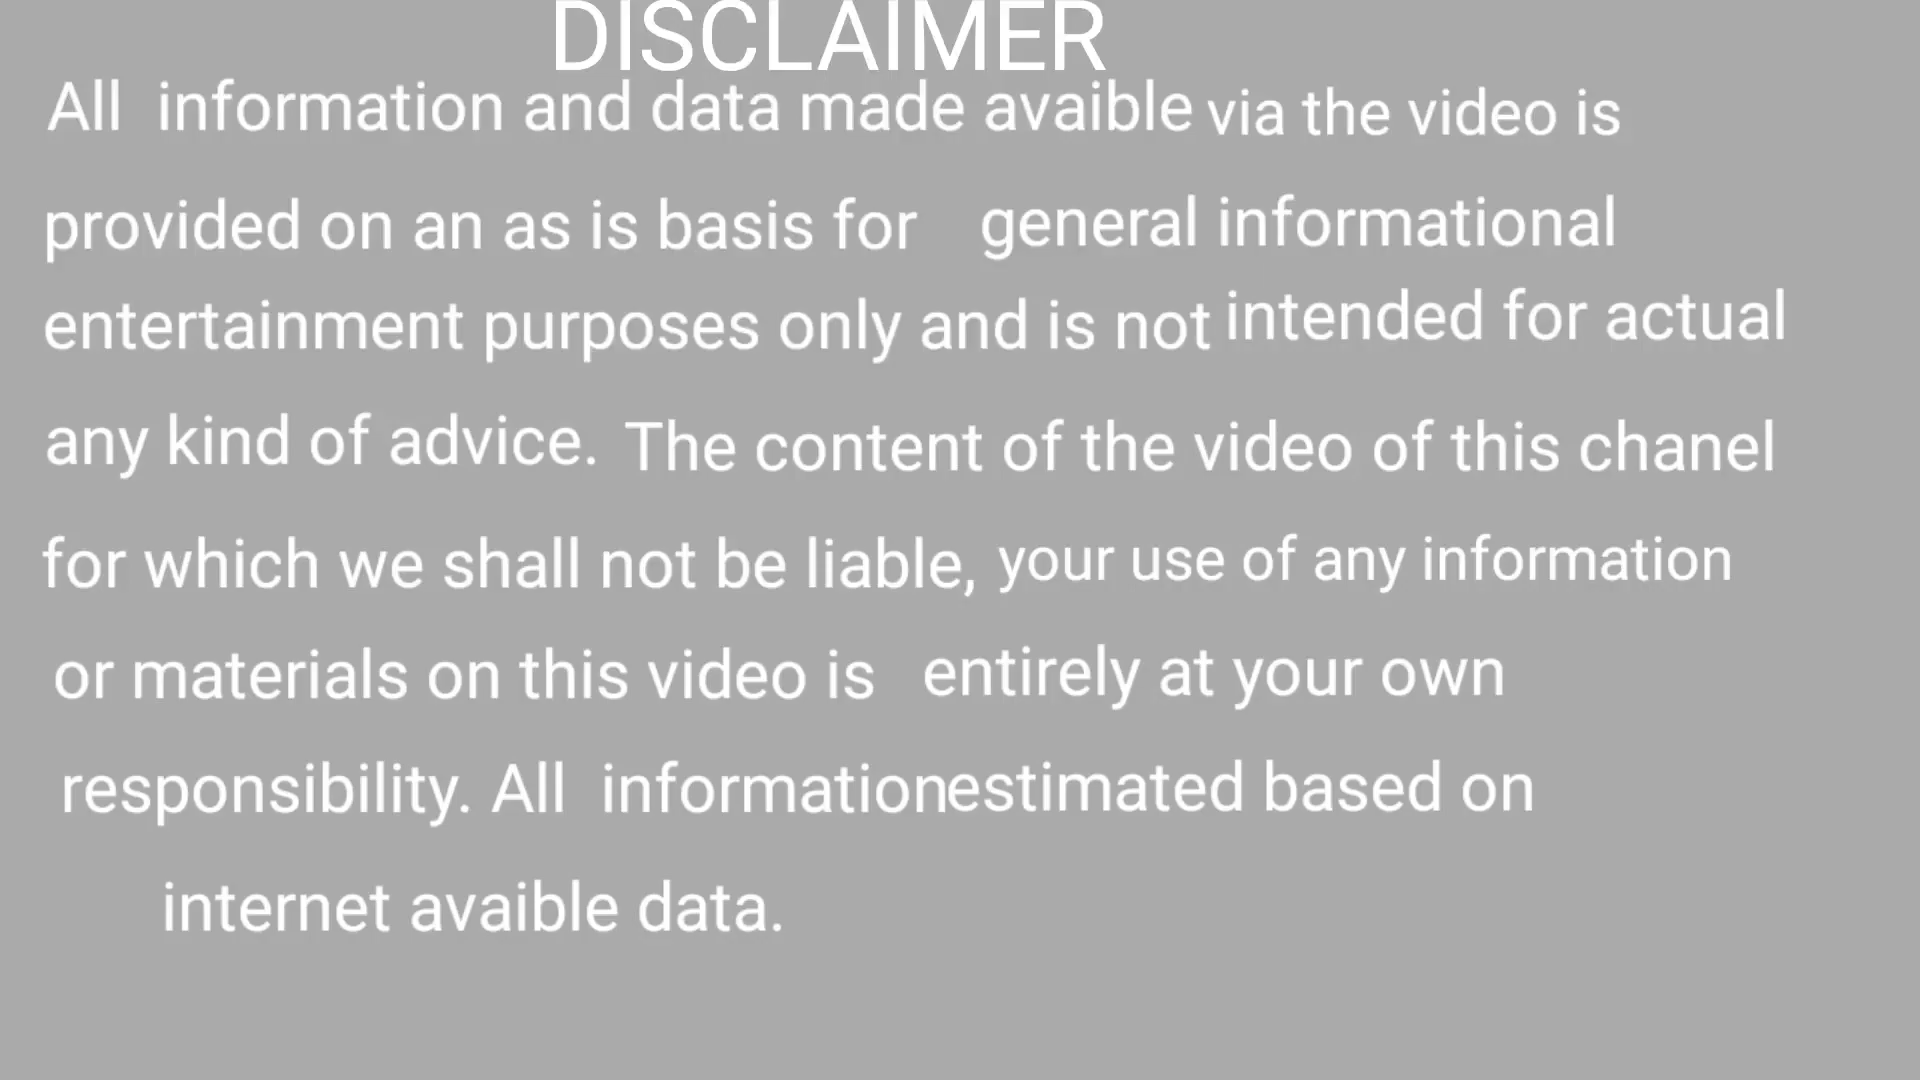 DISCLAIMER
All information and data made avaible via the video is
provided on an as is basis for general informational
entertainment purposes only and is not intended for actual
any kind of advice. The content of the video of this chanel
for which we shall not be liable, your use of any information
or materials on this video is entirely at your own
responsibility. All informationestimated based on
internet avaible data.